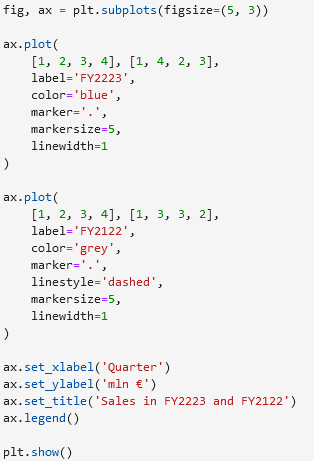 fig, ax = plt.subplots(figsize=(5, 3))

ax.plot(
    [1, 2, 3, 4], [1, 4, 2, 3],
    label='FY2223',
    color='blue',
    marker='.',
    markersize=5,
    linewidth=1
)

ax.plot(
    [1, 2, 3, 4], [1, 3, 3, 2],
    label='FY2122',
    color='grey',
    marker='.',
    linestyle='dashed',
    markersize=5,
    linewidth=1
)

ax.set_xlabel('Quarter')
ax.set_ylabel('mln €')
ax.set_title('Sales in FY2223 and FY2122')
ax.legend()

plt.show()